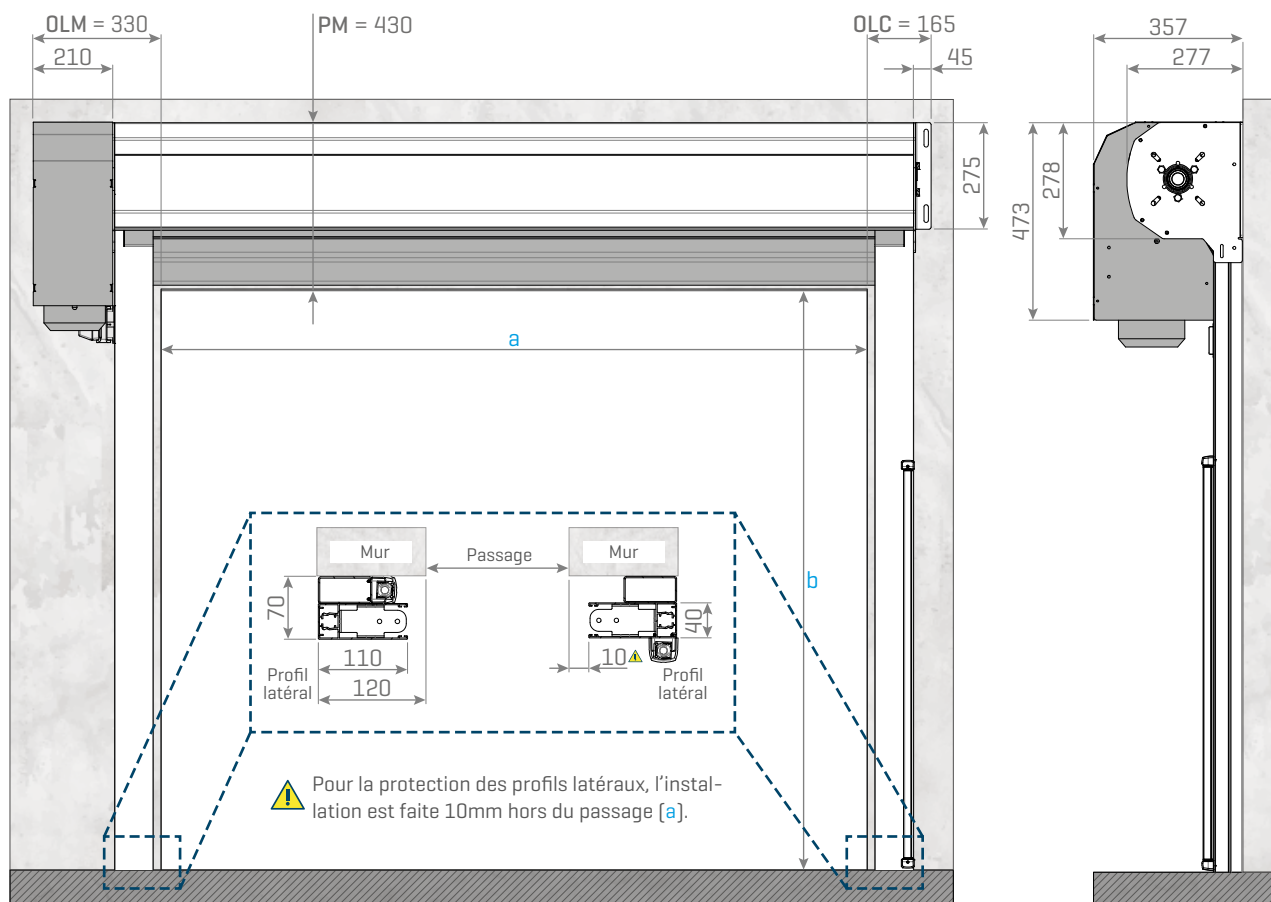 OLM = 330
PM = 430
OLC = 165
357
210
45
277
275
278
473
a
Mur
Passage
Mur
b
70
40
110
10
Profil
latéral
120
Profil
latéral
Pour la protection des profils latéraux, l'instal-
lation est faite 10mm hors du passage (a).